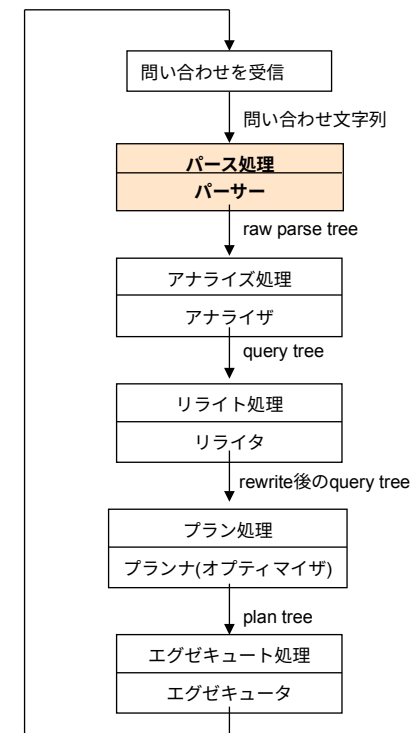 問い合わせを受信
問い合わせ文字列
パース処理
パーサー
raw parse tree
アナライズ処理
アナライザ
query tree
リライト処理
リライタ
rewrite後のquery tree
プラン処理
プランナ(オプティマイザ)
plan tree
エグゼキュート処理
エグゼキュータ